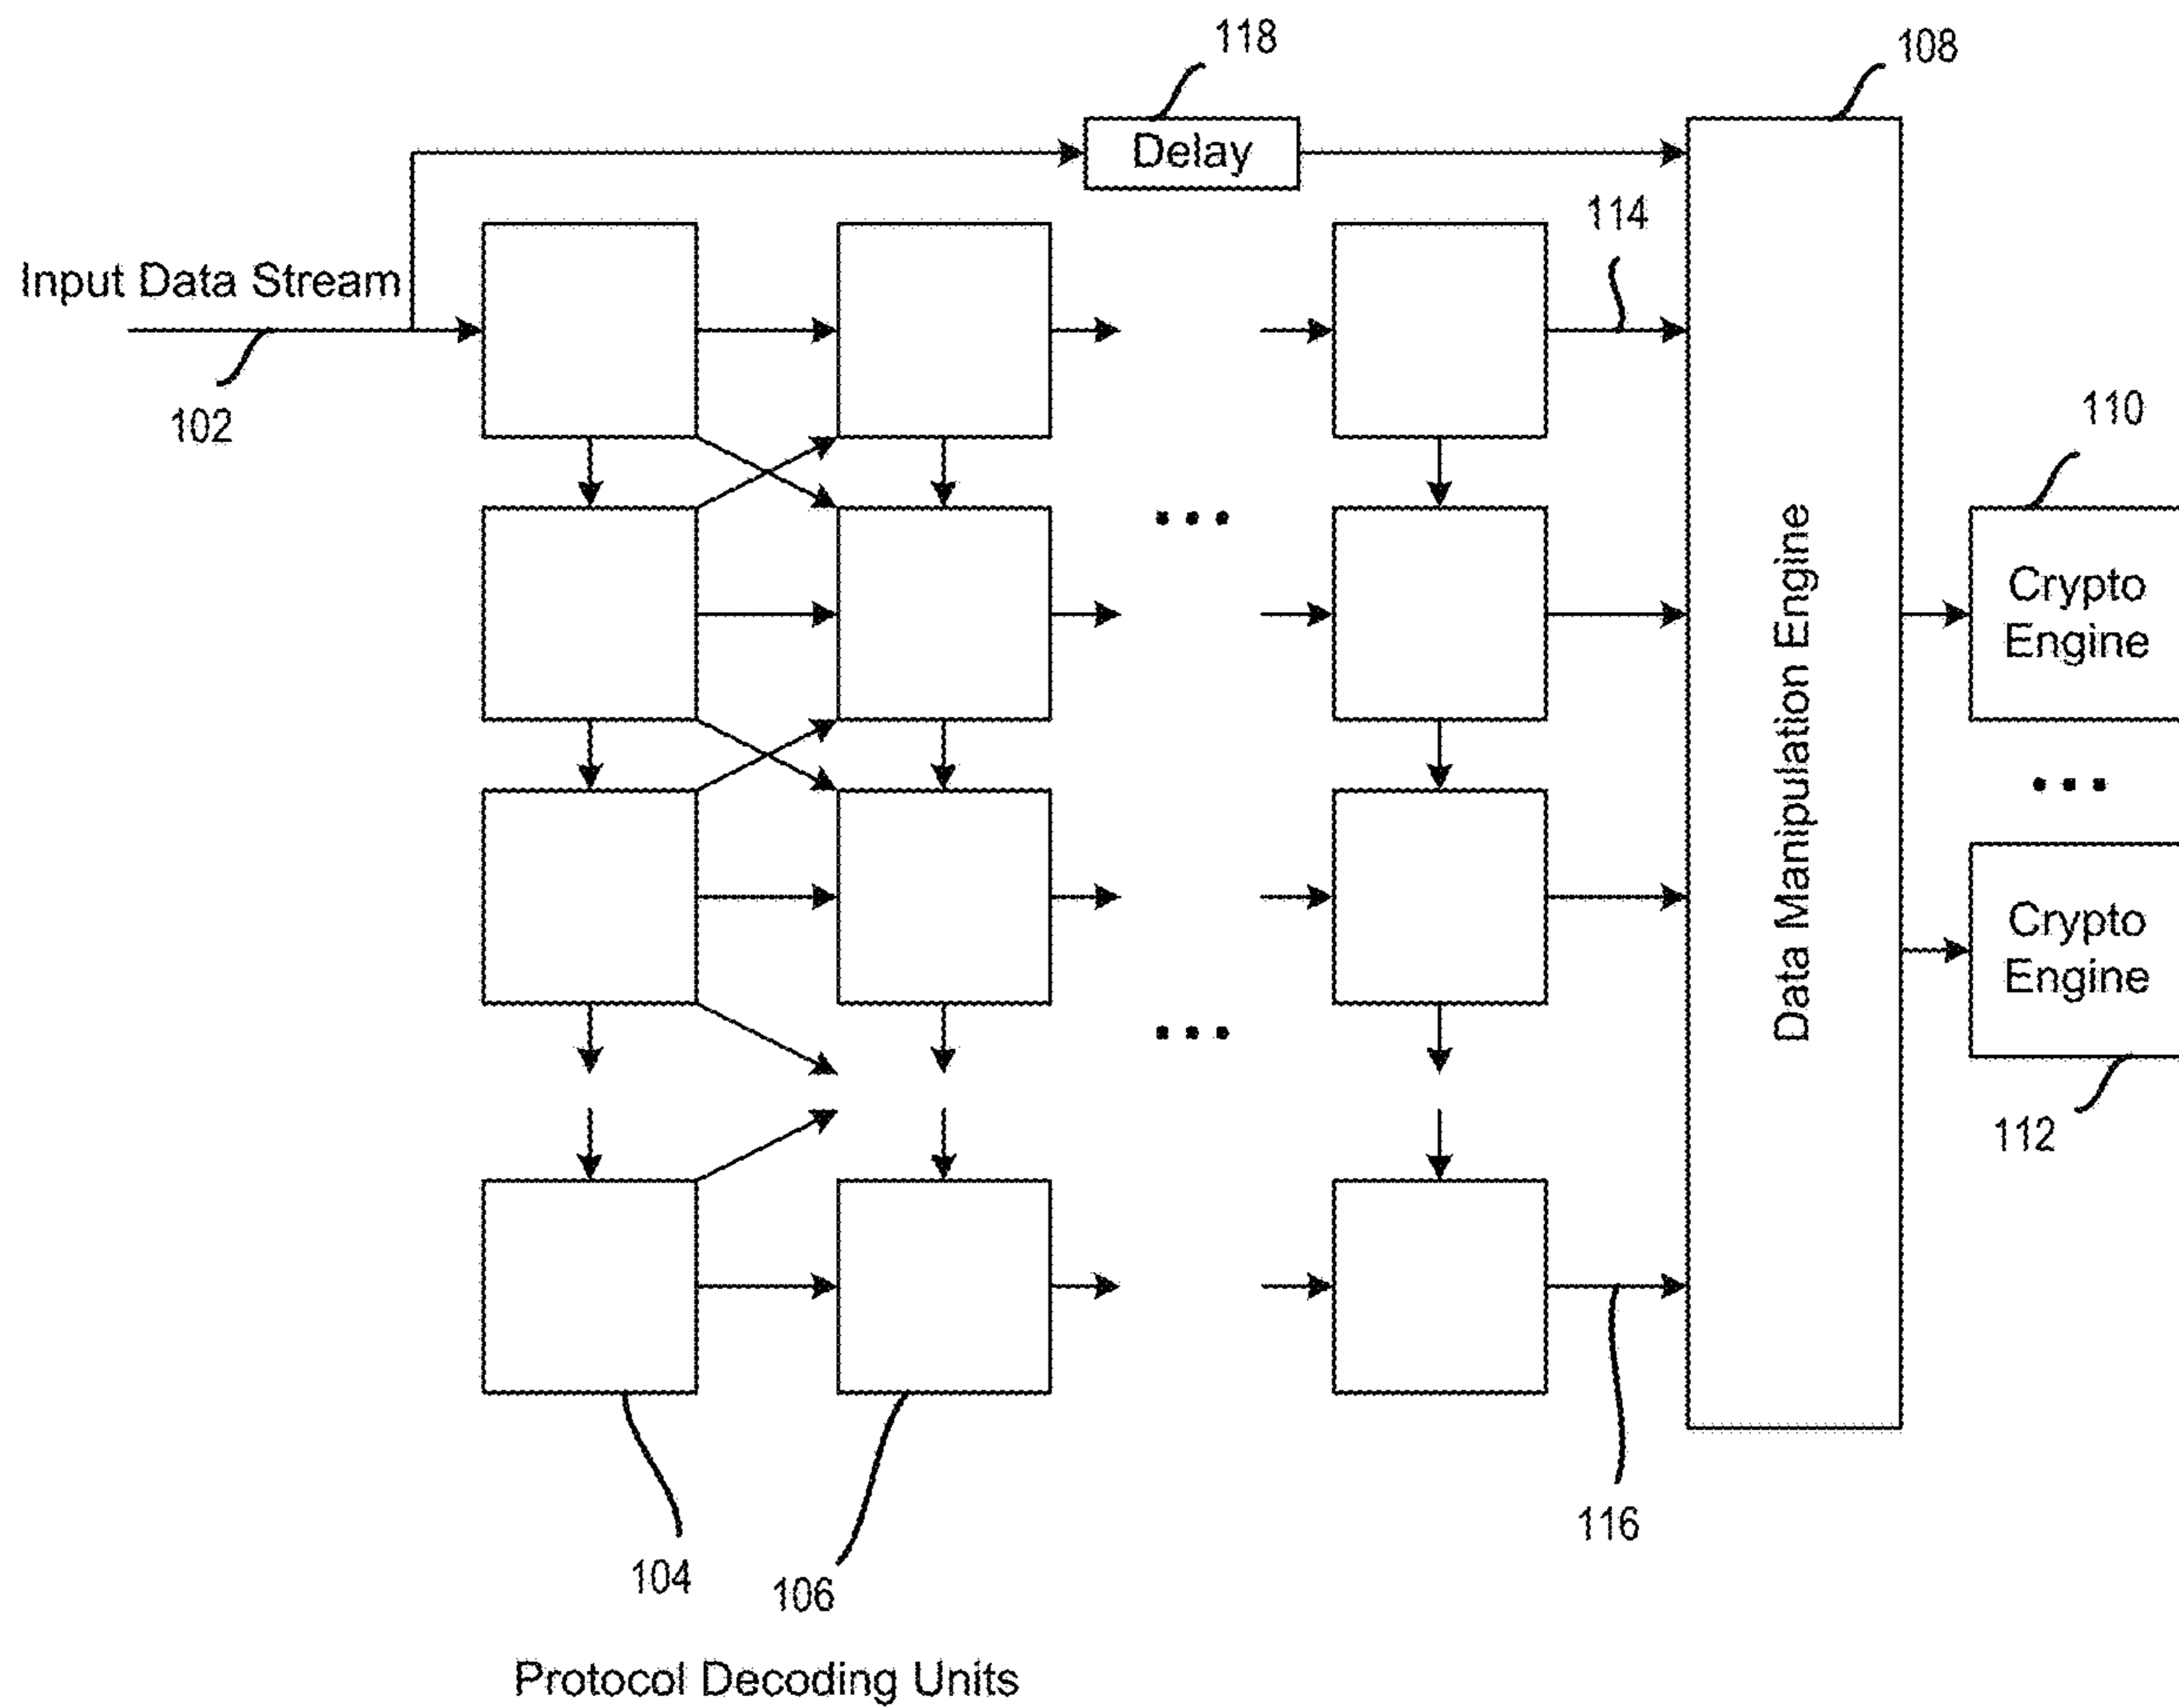 118
108
Delay
114
Input Data Stream
102
110
Crypto
Engine
Data Manipulation Engine
Crypto
Engine
112
116
104
106
Protocol Decoding Units